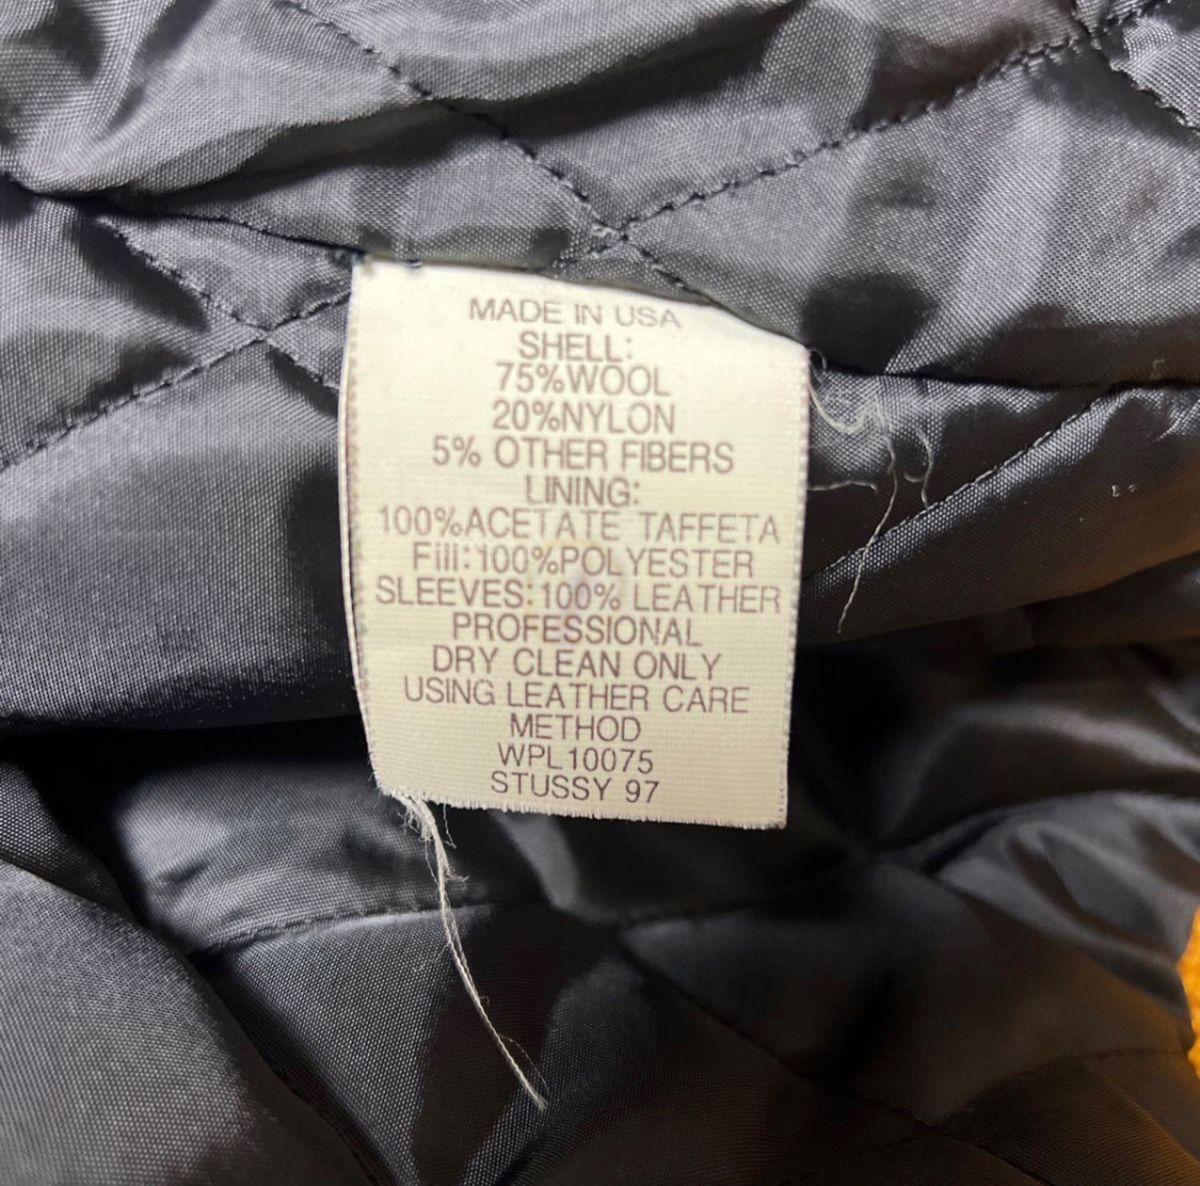 MADE IN USA
SHELL:
75%WOOL
20%NYLON
5% OTHER FIBERS
LINING:
100%ACETATE TAFFETA
Fill:100%POLYESTER
SLEEVES:100% LEATHER
PROFESSIONAL
DRY CLEAN ONLY
USING LEATHER CARE
METHOD
WPL10075
STUSSY 97